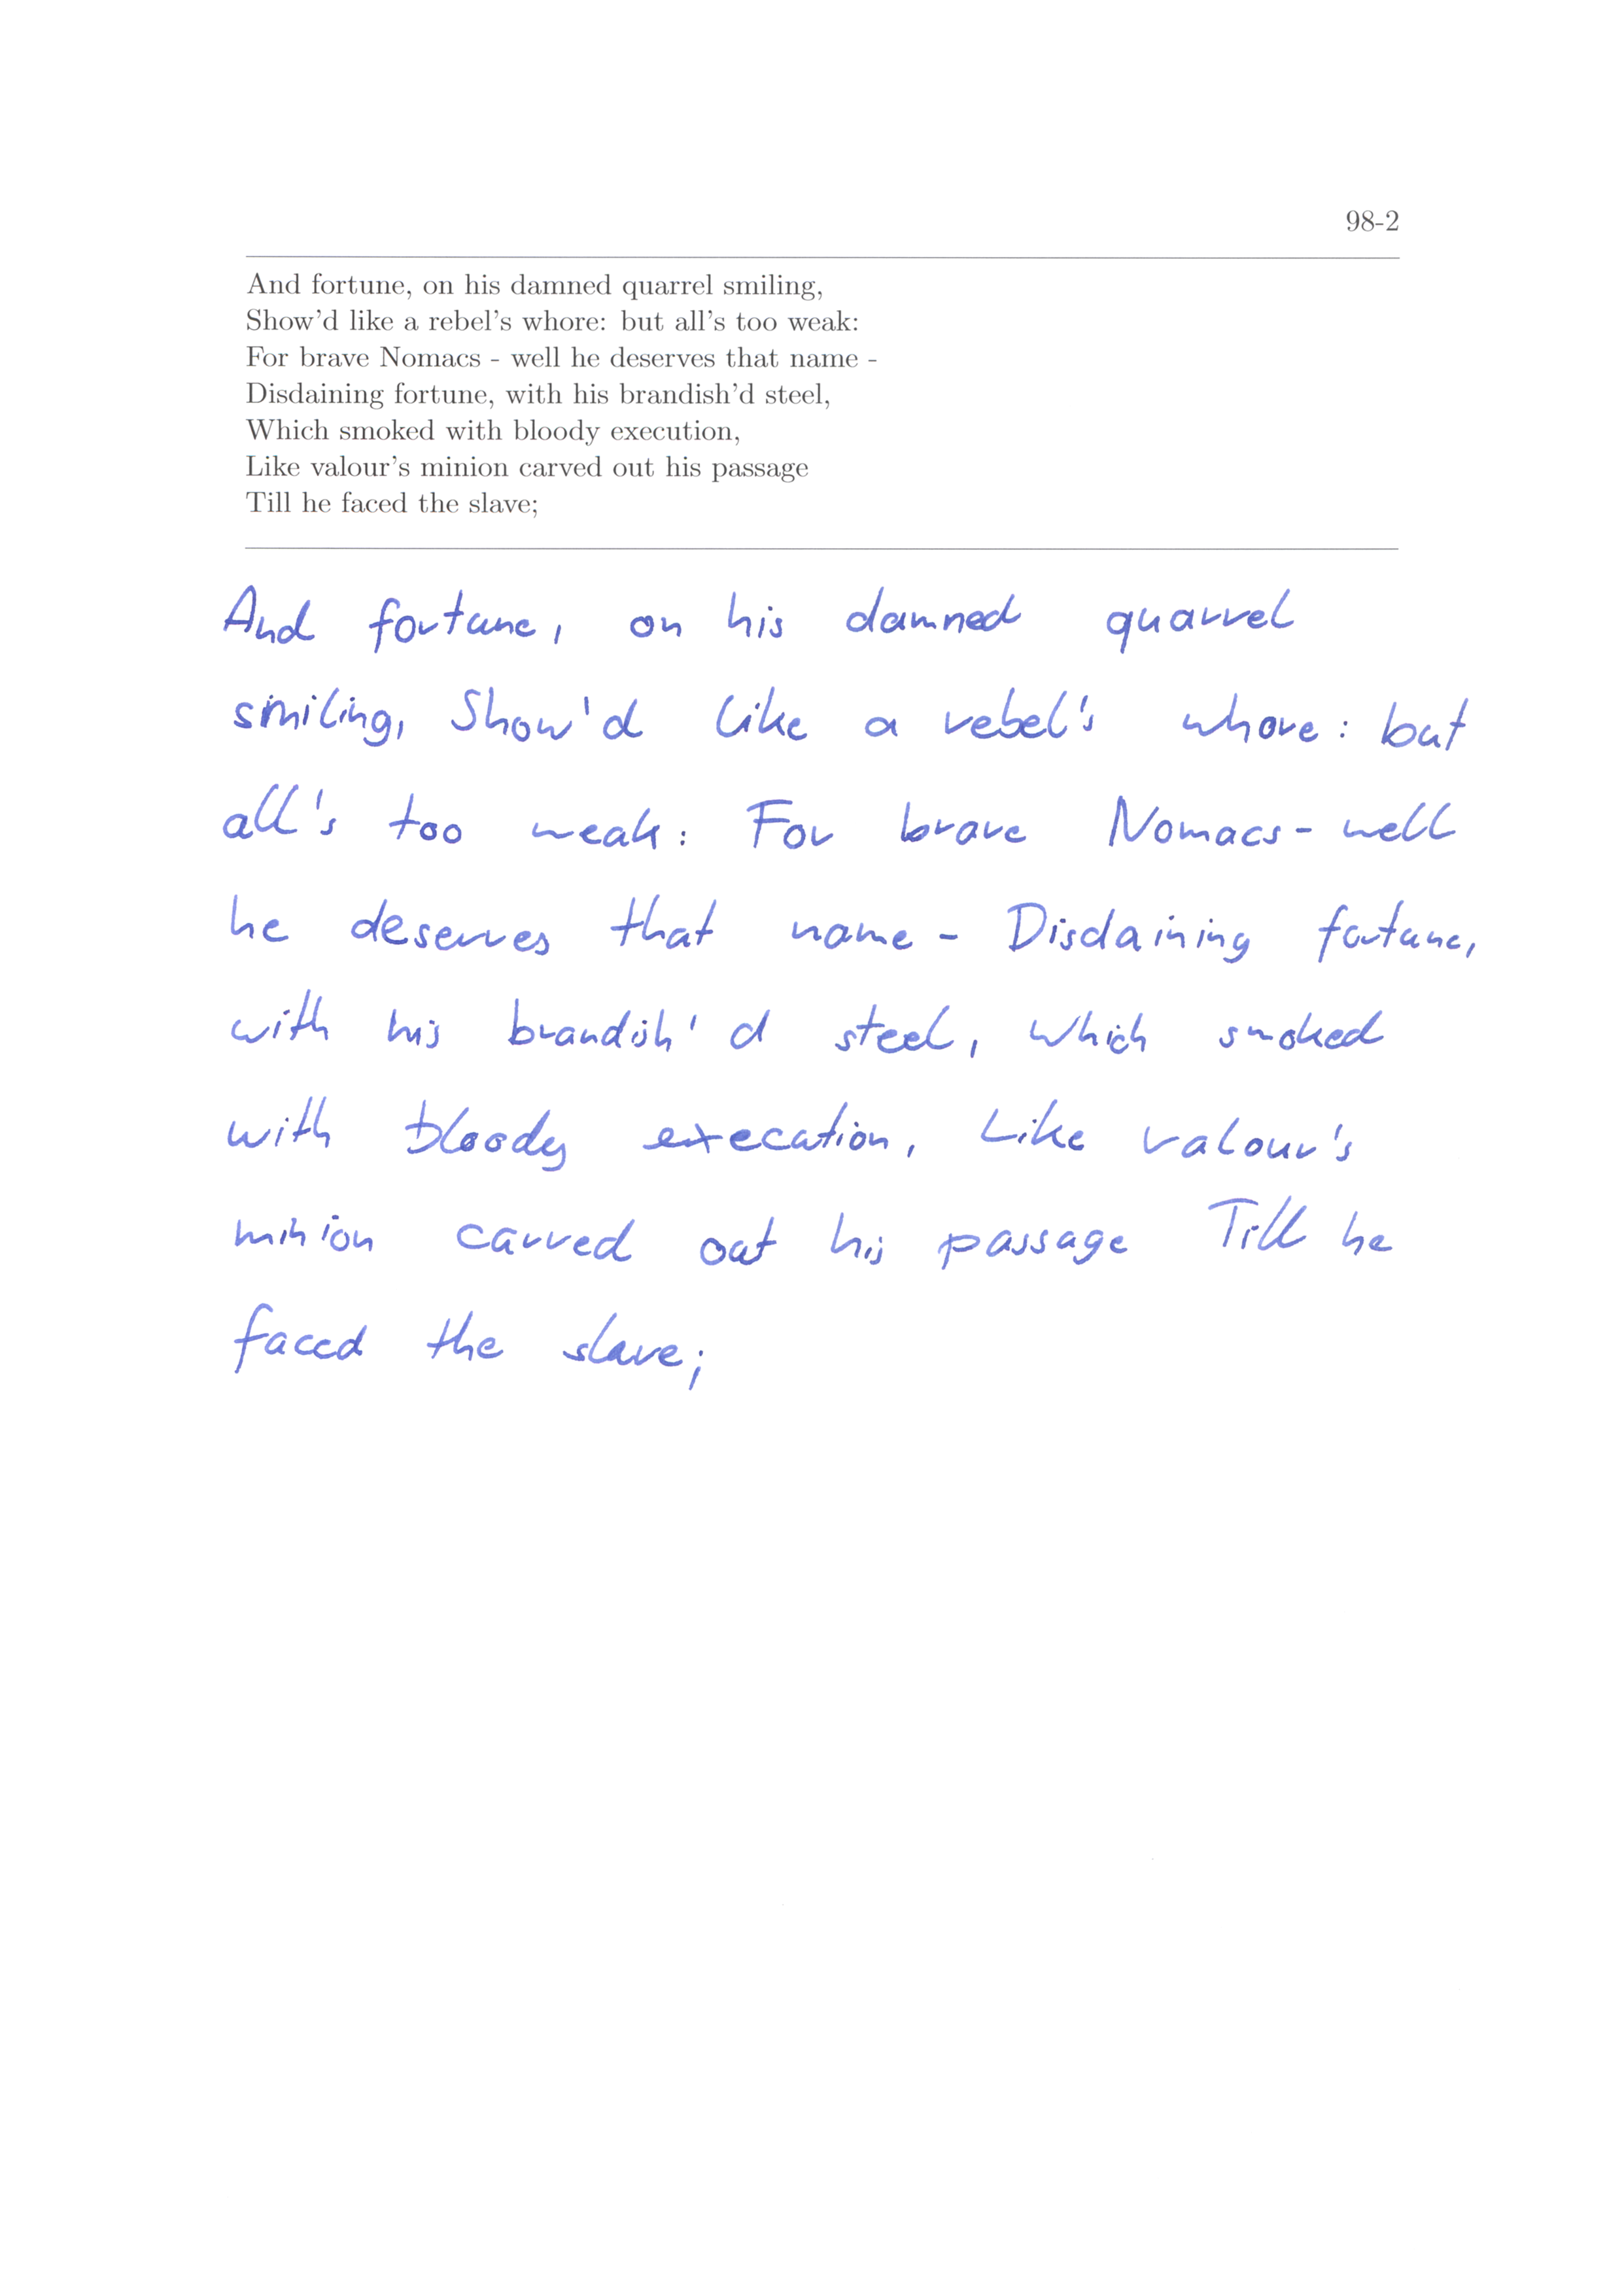 98-2
And fortune, on his damned quarrel smiling,
Show'd like a rebel's whore: but all's too weak:
For brave Nomacs - well he deserves that name -
Disdaining fortune, with his brandish'd steel,
Which smoked with bloody execution,
Like valour's minion carved out his passage
Till he faced the slave;
And fortune, on his damned quarrel
smiling, Show'd like a rebel's whore: but
all's too weak: For brave Nomacs - well
he deserves that name - Disdaining fortune,
with his brandish'd steel, Which smoked
with bloody execution, Like valour's
minion carved out his passage Till he
faced the slave;